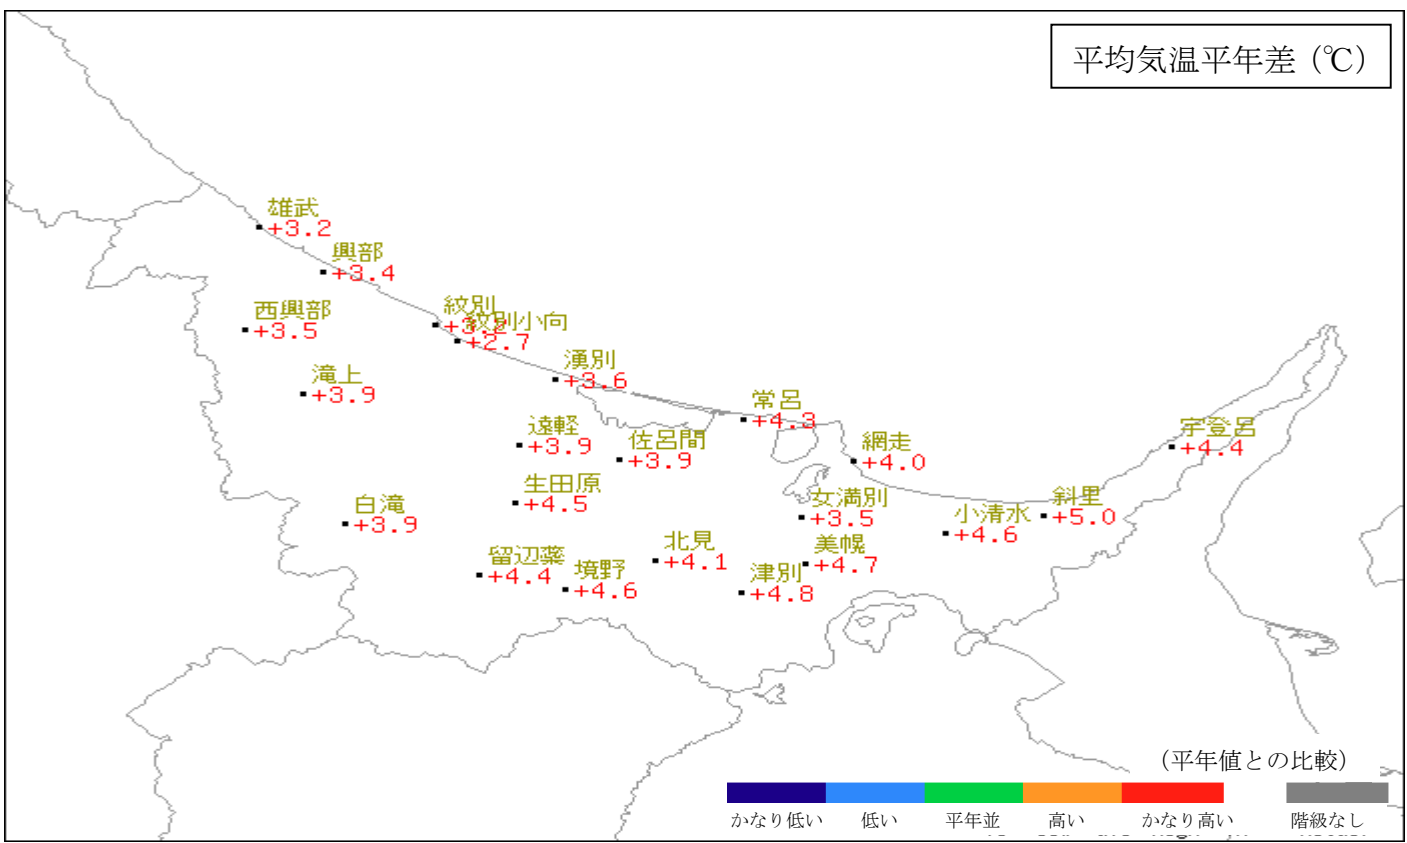 平均気温平年差（℃）
雄武
+3.2
興部
+3.4
西興部
+3.5
紋別
+3.2
紋別小向
+2.7
湧別
+3.6
滝上
+3.9
常呂
+4.3
遠軽
+3.9
佐呂間
+3.9
網走
+4.0
宇登呂
+4.4
生田原
+4.5
白滝
+3.9
女満別
+3.5
小清水
+4.6
斜里
+5.0
留辺蘂
+4.4
境野
+4.6
北見
+4.1
美幌
+4.7
津別
+4.8
（平年値との比較）
かなり低い 低い 平年並 高い かなり高い 階級なし